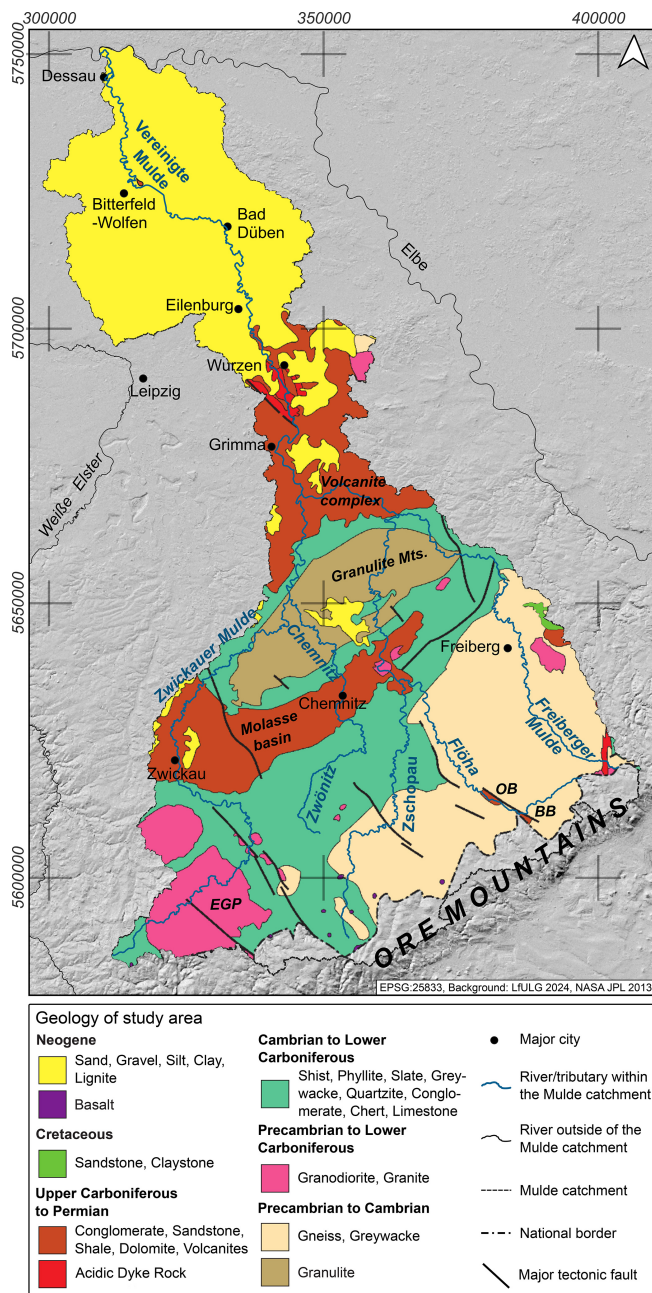 300000
350000
400000
5750000
Dessau
Vereinigte
Mulde
Bitterfeld
-Wolfen
Bad
Düben
Elbe
Eilenburg
5700000
Wurzen
Leipzig
Grimma
Weiße Elster
Volcanite
complex
Granulite Mts.
5650000
Zwickauer Mulde
Chemnitz
Freiberg
Freiberger
Mulde
Chemnitz
Molasse
basin
Zwickau
Zwönitz
Zschopau
Flöha
OB
BB
5600000
EGP
ORE MOUNTAINS
EPSG:25833, Background: LfULG 2024, NASA JPL 2013
Geology of study area
Neogene
Sand, Gravel, Silt, Clay,
Lignite
Basalt
Cretaceous
Sandstone, Claystone
Upper Carboniferous
to Permian
Conglomerate, Sandstone,
Shale, Dolomite, Volcanites
Acidic Dyke Rock
Cambrian to Lower
Carboniferous
Shist, Phyllite, Slate, Grey-
wacke, Quartzite, Conglo-
merate, Chert, Limestone
Precambrian to Lower
Carboniferous
Granodiorite, Granite
Precambrian to Cambrian
Gneiss, Greywacke
Granulite
Major city
River/tributary within
the Mulde catchment
River outside of the
Mulde catchment
Mulde catchment
National border
Major tectonic fault